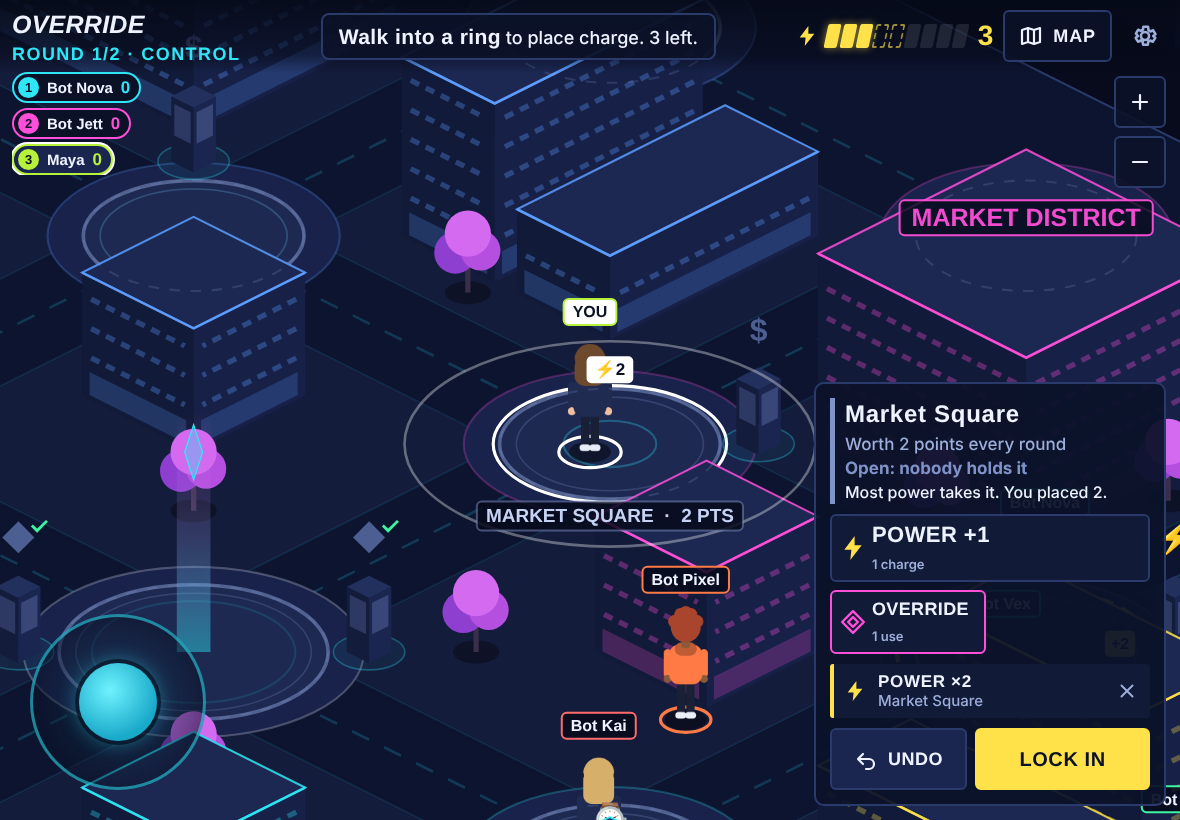 OVERRIDE
ROUND 1/2 · CONTROL
1 Bot Nova 0
2 Bot Jett 0
3 Maya 0
Walk into a ring to place charge. 3 left.
3
MAP
+
−
MARKET DISTRICT
YOU
$
⚡2
MARKET SQUARE · 2 PTS
Bot Pixel
Bot Kai
Market Square
Worth 2 points every round
Open: nobody holds it
Most power takes it. You placed 2.
Bot Nova
POWER +1
1 charge
OVERRIDE
1 use
Bot Vex
+2
POWER ×2
Market Square
UNDO
LOCK IN
Bot